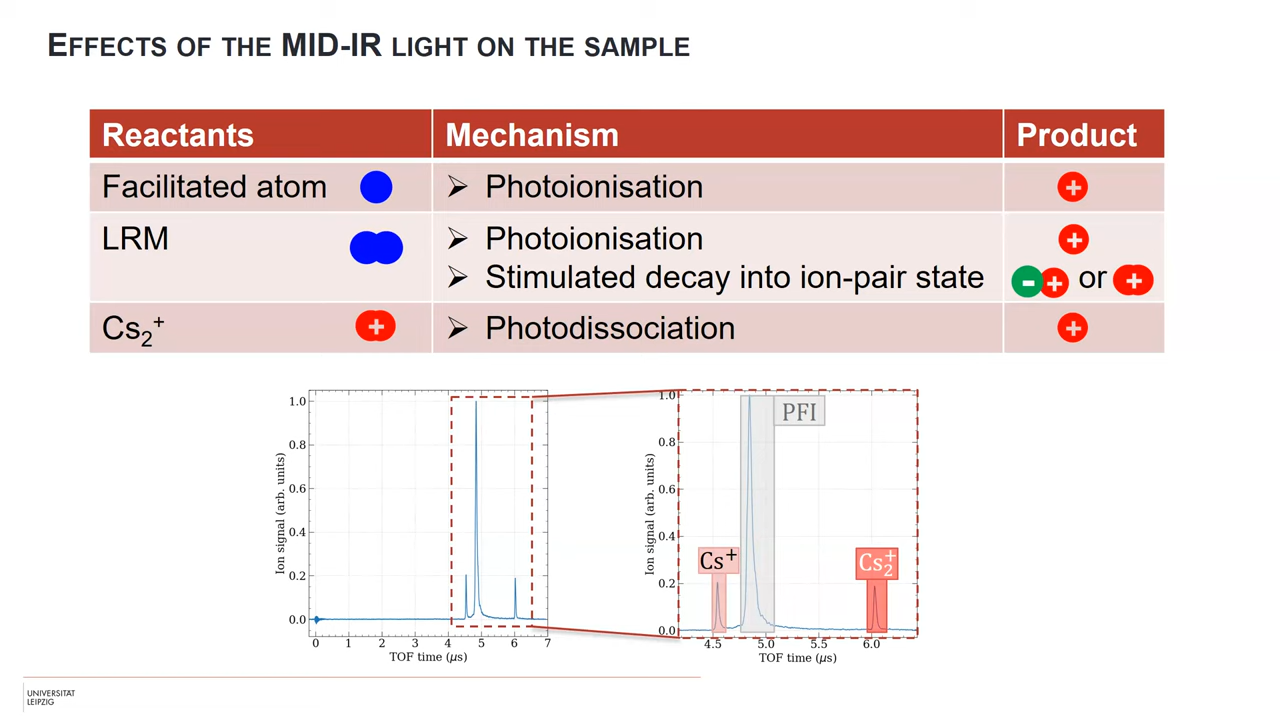 EFFECTS OF THE MID-IR LIGHT ON THE SAMPLE
Reactants Mechanism Product
Facilitated atom ➢ Photoionisation +
LRM ➢ Photoionisation +
➢ Stimulated decay into ion-pair state - + or +
Cs₂⁺ + ➢ Photodissociation +
Ion signal (arb. units)
1.0
0.8
0.6
0.4
0.2
0.0
0 1 2 3 4 5 6 7
TOF time (μs)
Ion signal (arb. units)
1.0
0.8
0.6
0.4
0.2
0.0
PFI
Cs⁺
Cs₂⁺
4.5 5.0 5.5 6.0
TOF time (μs)
UNIVERSITAT
LEIPZIG